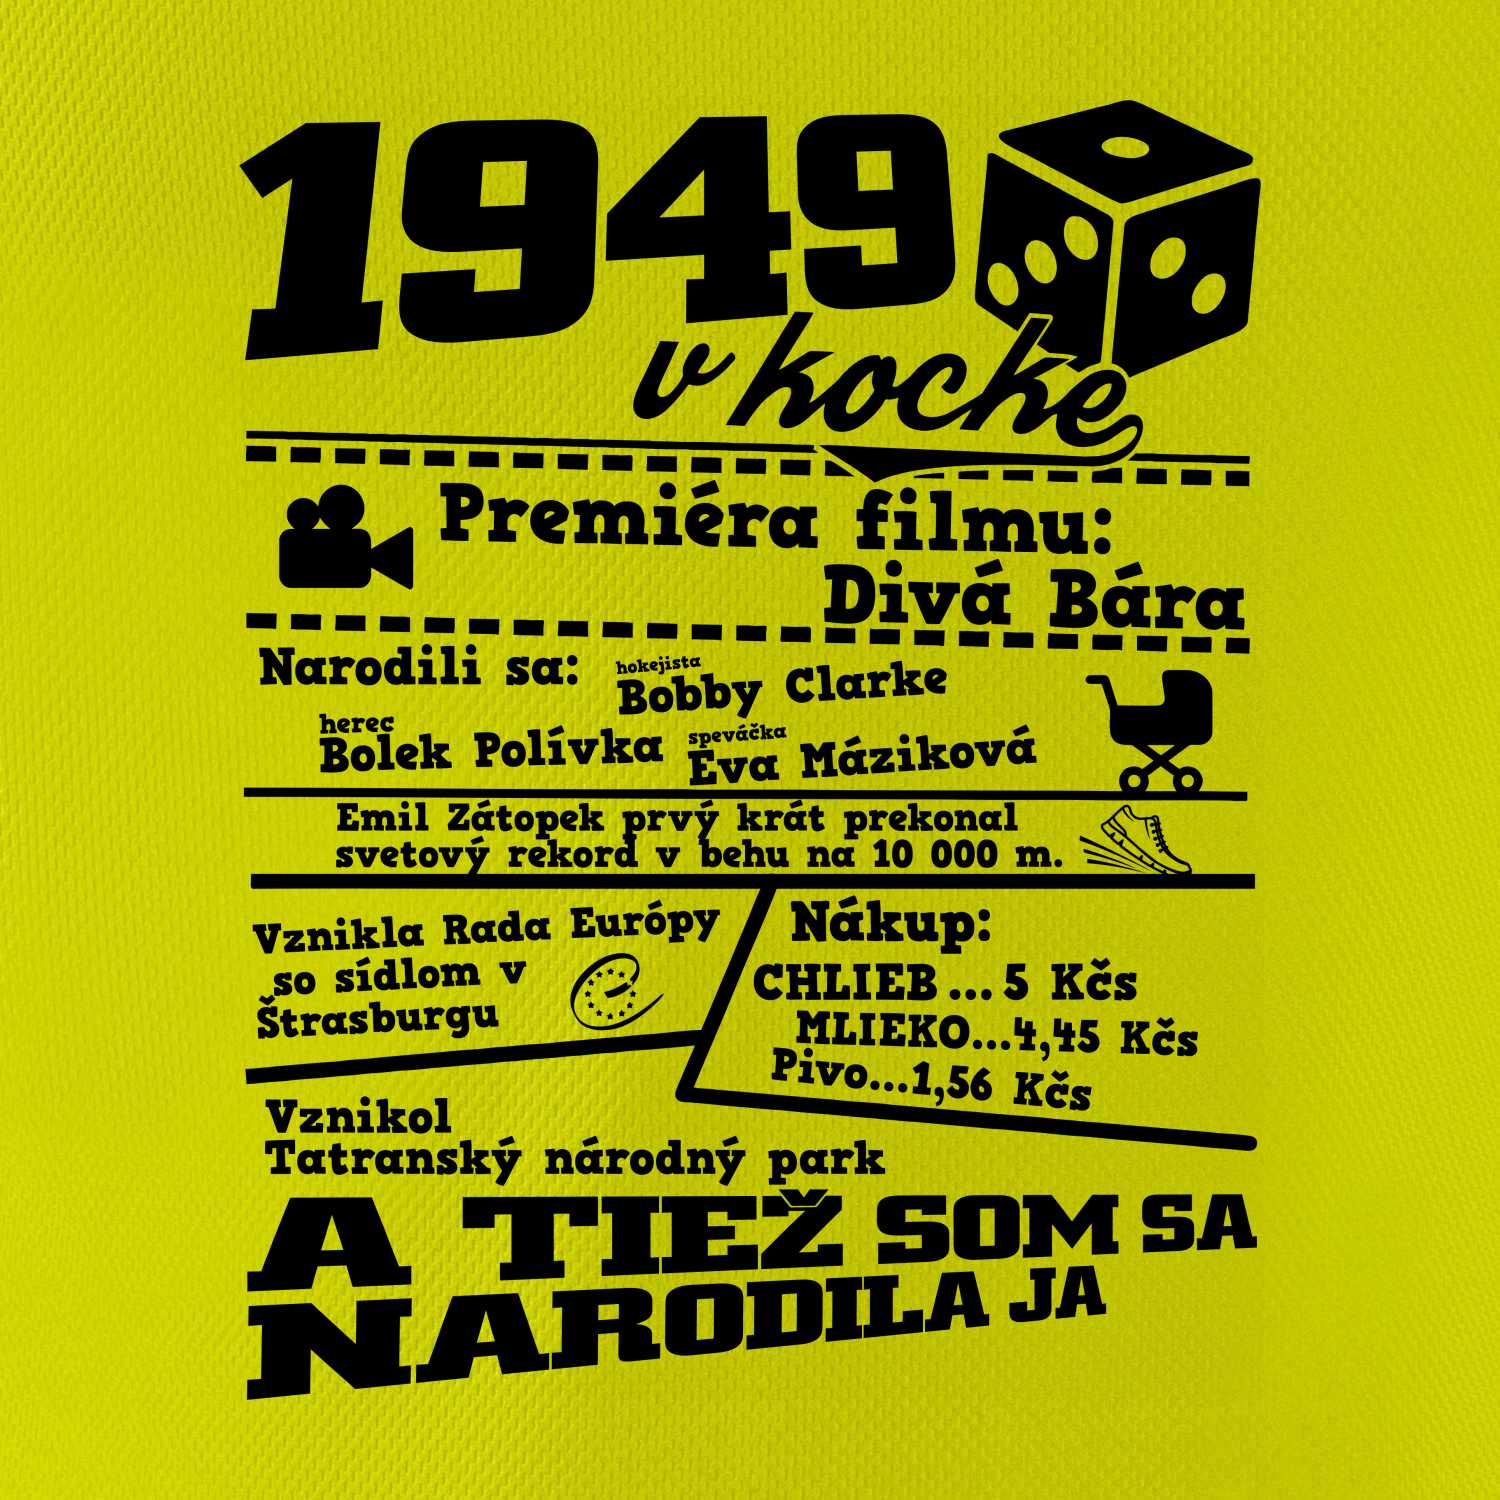 1949
v kocke
Premiéra filmu:
Divá Bára
Narodili sa:
hokejista
Bobby Clarke
herec
Bolek Polívka
speváčka
Eva Máziková
Emil Zátopek prvý krát prekonal
svetový rekord v behu na 10 000 m.
Vznikla Rada Európy
so sídlom v
Štrasburgu
Nákup:
CHLIEB...5 Kčs
MLIEKO...4,45 Kčs
Pivo...1,56 Kčs
Vznikol
Tatranský národný park
A TIEŽ SOM SA
NARODILA JA